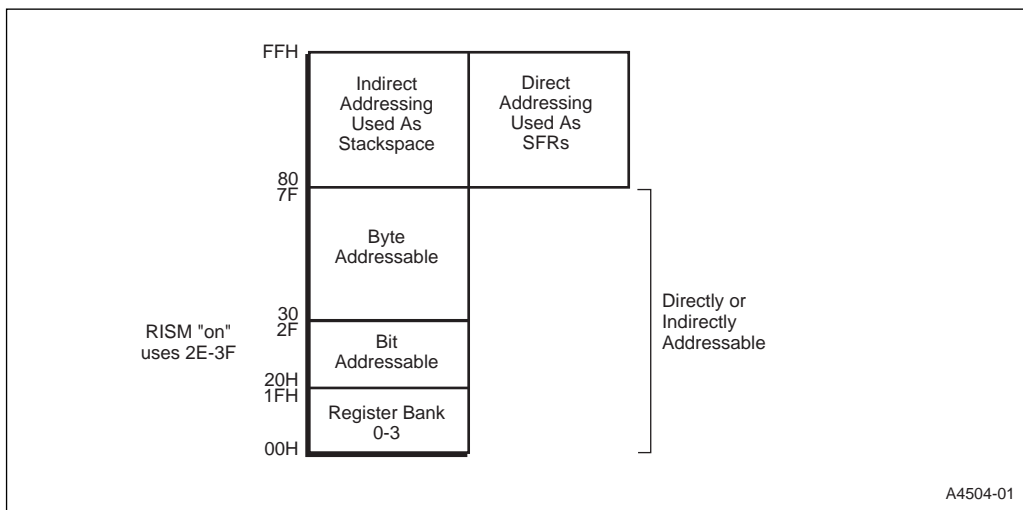 FFH
Indirect
Addressing
Used As
Stackspace
Direct
Addressing
Used As
SFRs
80
7F
Byte
Addressable
30
2F
RISM "on"
uses 2E-3F
Bit
Addressable
20H
1FH
Register Bank
0-3
00H
Directly or
Indirectly
Addressable
A4504-01